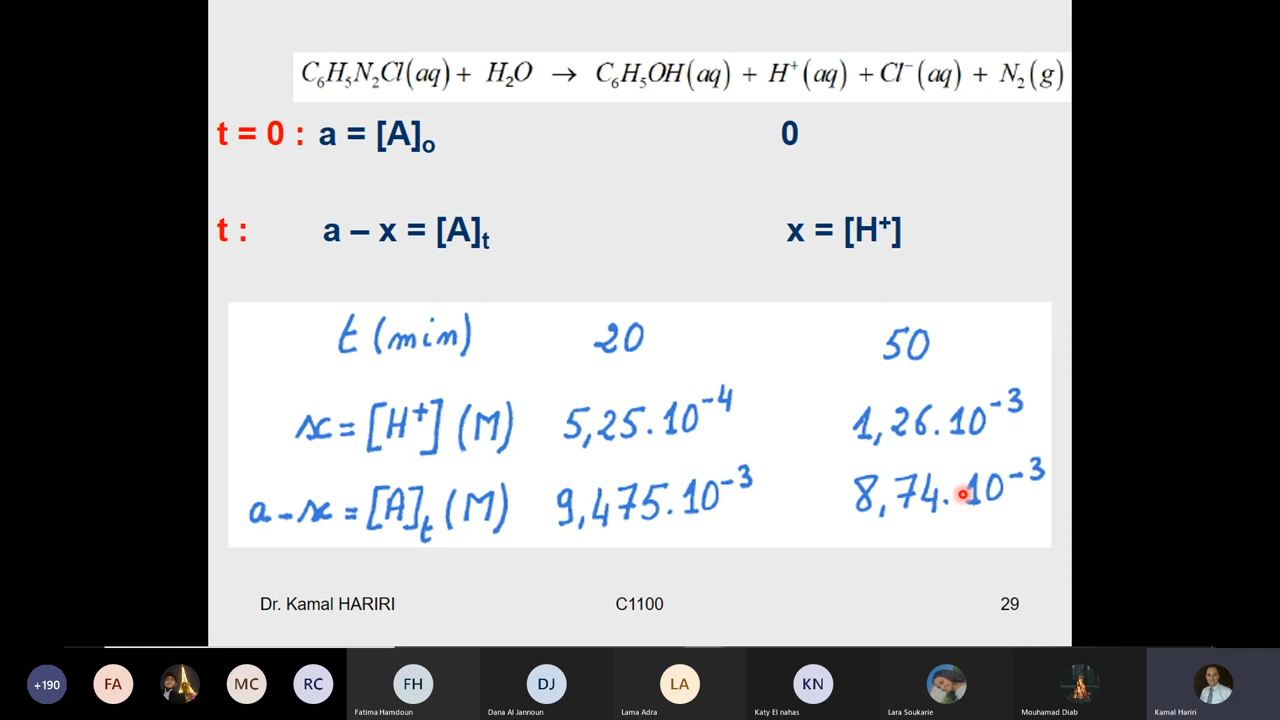 C₆H₅N₂Cl(aq) + H₂O → C₆H₅OH(aq) + H⁺(aq) + Cl⁻(aq) + N₂(g)
t = 0 : a = [A]₀ 0
t : a – x = [A]ₜ x = [H⁺]
t (min) 20 50
x = [H⁺] (M) 5,25.10⁻⁴ 1,26.10⁻³
a - x = [A]ₜ (M) 9,475.10⁻³ 8,74.10⁻³
Dr. Kamal HARIRI C1100 29
+190 FA MC RC FH DJ LA KN
Fatima Hamdoun Dana Al Jannoun Lama Adra Katy El nahas Lara Soukarie Mouhamad Diab Kamal Hariri